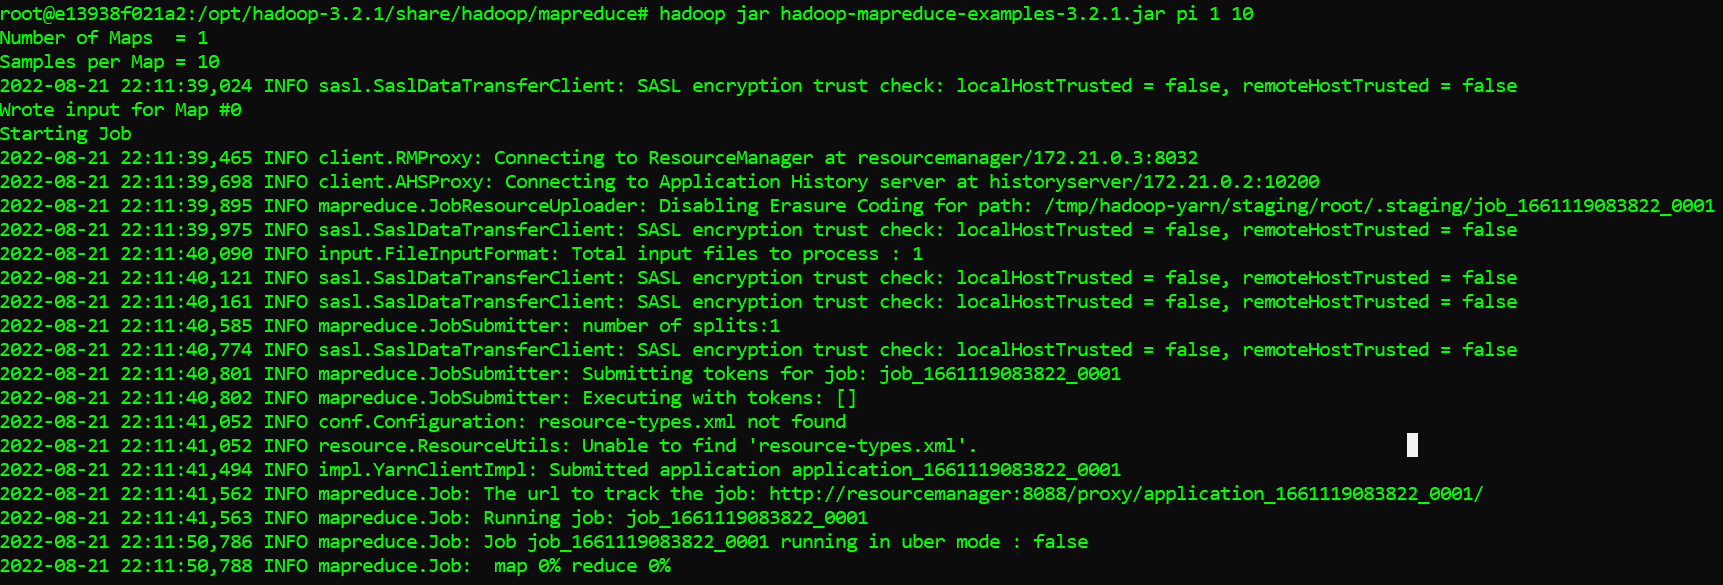 root@e13938f021a2:/opt/hadoop-3.2.1/share/hadoop/mapreduce# hadoop jar hadoop-mapreduce-examples-3.2.1.jar pi 1 10
Number of Maps  = 1
Samples per Map = 10
2022-08-21 22:11:39,024 INFO sasl.SaslDataTransferClient: SASL encryption trust check: localHostTrusted = false, remoteHostTrusted = false
Wrote input for Map #0
Starting Job
2022-08-21 22:11:39,465 INFO client.RMProxy: Connecting to ResourceManager at resourcemanager/172.21.0.3:8032
2022-08-21 22:11:39,698 INFO client.AHSProxy: Connecting to Application History server at historyserver/172.21.0.2:10200
2022-08-21 22:11:39,895 INFO mapreduce.JobResourceUploader: Disabling Erasure Coding for path: /tmp/hadoop-yarn/staging/root/.staging/job_1661119083822_0001
2022-08-21 22:11:39,975 INFO sasl.SaslDataTransferClient: SASL encryption trust check: localHostTrusted = false, remoteHostTrusted = false
2022-08-21 22:11:40,090 INFO input.FileInputFormat: Total input files to process : 1
2022-08-21 22:11:40,121 INFO sasl.SaslDataTransferClient: SASL encryption trust check: localHostTrusted = false, remoteHostTrusted = false
2022-08-21 22:11:40,161 INFO sasl.SaslDataTransferClient: SASL encryption trust check: localHostTrusted = false, remoteHostTrusted = false
2022-08-21 22:11:40,585 INFO mapreduce.JobSubmitter: number of splits:1
2022-08-21 22:11:40,774 INFO sasl.SaslDataTransferClient: SASL encryption trust check: localHostTrusted = false, remoteHostTrusted = false
2022-08-21 22:11:40,801 INFO mapreduce.JobSubmitter: Submitting tokens for job: job_1661119083822_0001
2022-08-21 22:11:40,802 INFO mapreduce.JobSubmitter: Executing with tokens: []
2022-08-21 22:11:41,052 INFO conf.Configuration: resource-types.xml not found
2022-08-21 22:11:41,052 INFO resource.ResourceUtils: Unable to find 'resource-types.xml'.
2022-08-21 22:11:41,494 INFO impl.YarnClientImpl: Submitted application application_1661119083822_0001
2022-08-21 22:11:41,562 INFO mapreduce.Job: The url to track the job: http://resourcemanager:8088/proxy/application_1661119083822_0001/
2022-08-21 22:11:41,563 INFO mapreduce.Job: Running job: job_1661119083822_0001
2022-08-21 22:11:50,786 INFO mapreduce.Job: Job job_1661119083822_0001 running in uber mode : false
2022-08-21 22:11:50,788 INFO mapreduce.Job:  map 0% reduce 0%